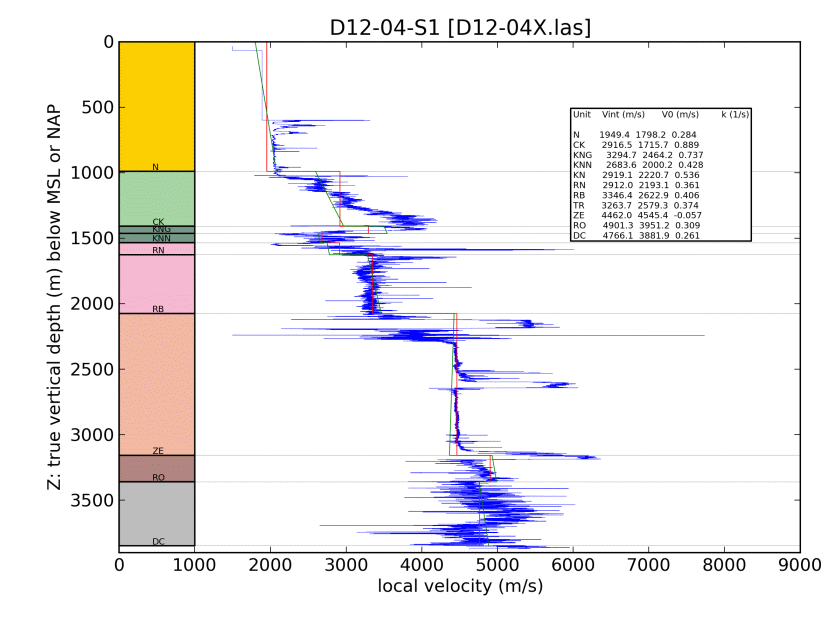 D12-04-S1 [D12-04X.las]
0
500
1000
1500
2000
2500
3000
3500
Z: true vertical depth (m) below MSL or NAP
N
CK
KNG
KNN
RN
RB
ZE
RO
DC
Unit Vint (m/s) V0 (m/s) k (1/s)
N 1949.4 1798.2 0.284
CK 2916.5 1715.7 0.889
KNG 3294.7 2464.2 0.737
KNN 2683.6 2000.2 0.428
KN 2919.1 2220.7 0.536
RN 2912.0 2193.1 0.361
RB 3346.4 2622.9 0.406
TR 3263.7 2579.3 0.374
ZE 4462.0 4545.4 -0.057
RO 4901.3 3951.2 0.309
DC 4766.1 3881.9 0.261
0 1000 2000 3000 4000 5000 6000 7000 8000 9000
local velocity (m/s)